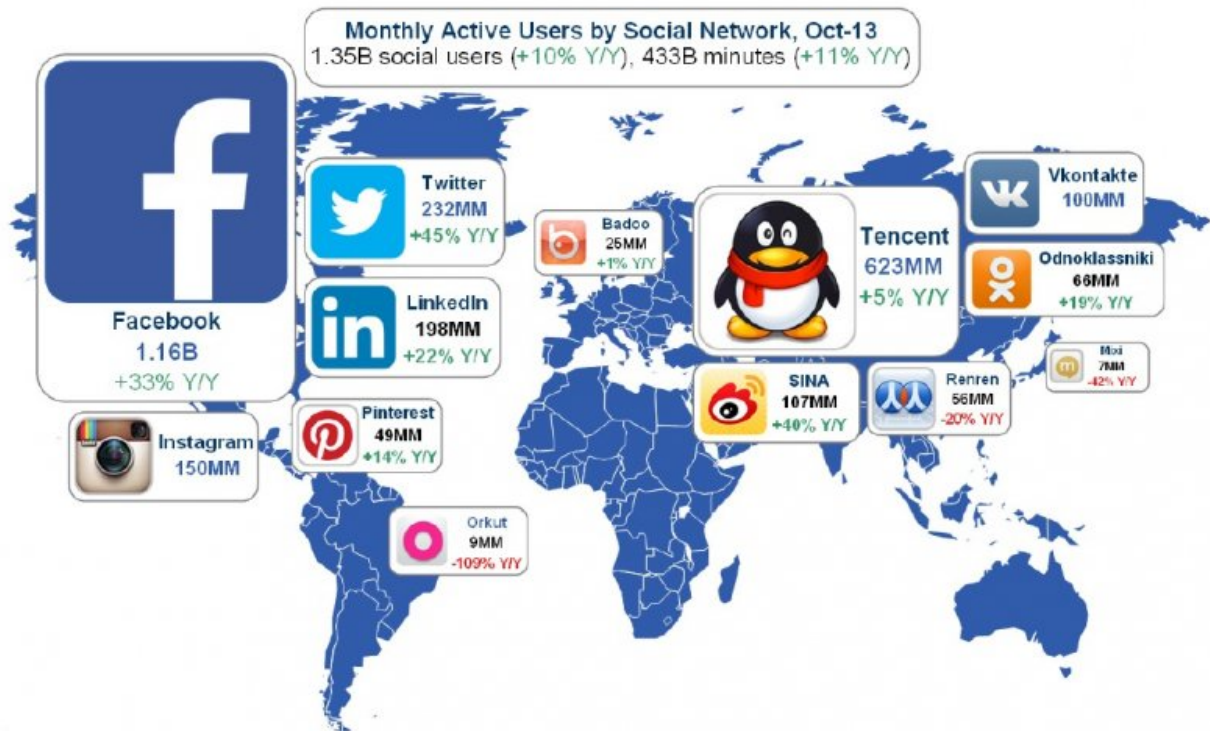 Monthly Active Users by Social Network, Oct-13
1.35B social users (+10% Y/Y), 433B minutes (+11% Y/Y)
f
Facebook
1.16B
+33% Y/Y
Twitter
232MM
+45% Y/Y
in
LinkedIn
198MM
+22% Y/Y
Instagram
150MM
Pinterest
49MM
+14% Y/Y
Orkut
9MM
-109% Y/Y
b
Badoo
25MM
+1% Y/Y
Tencent
623MM
+5% Y/Y
SINA
107MM
+40% Y/Y
Renren
56MM
-20% Y/Y
Vkontakte
100MM
Odnoklassniki
66MM
+19% Y/Y
m
Mixi
7MM
-42% Y/Y